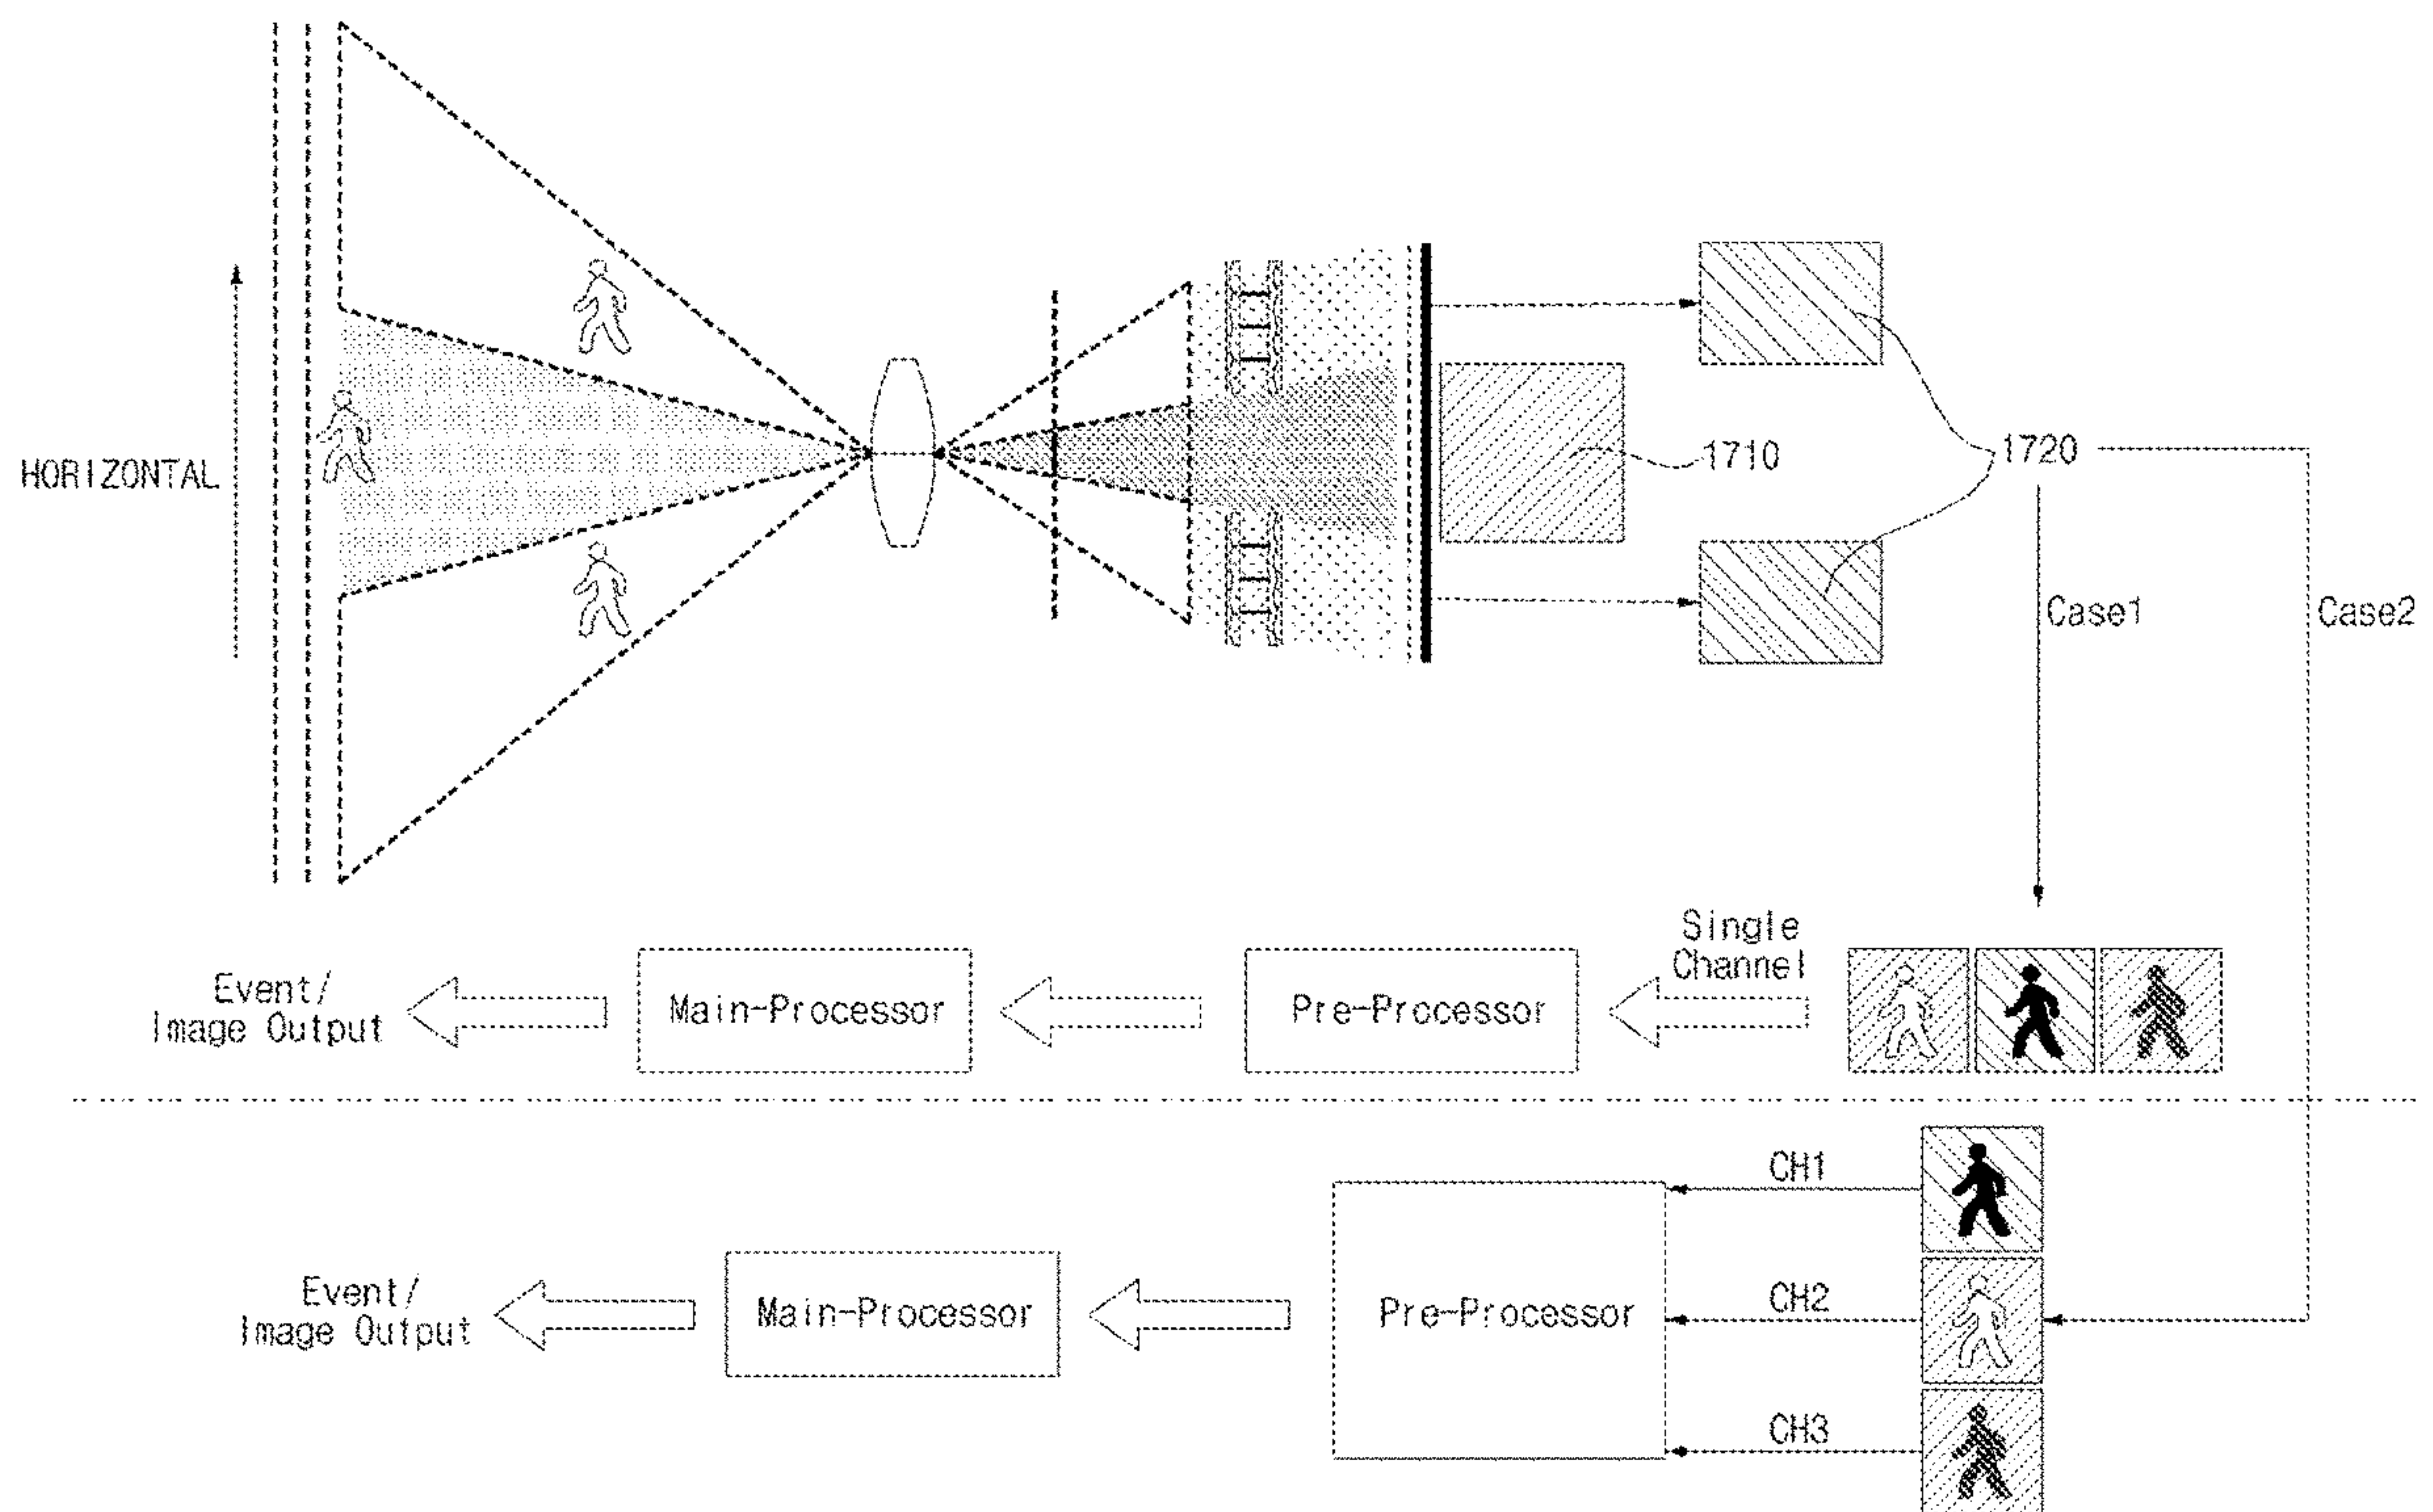 HORIZONTAL
1710
1720
Case1
Case2
Single
Channel
Event/
Image Output
Main-Processor
Pre-Processor
CH1
CH2
CH3
Event/
Image Output
Main-Processor
Pre-Processor